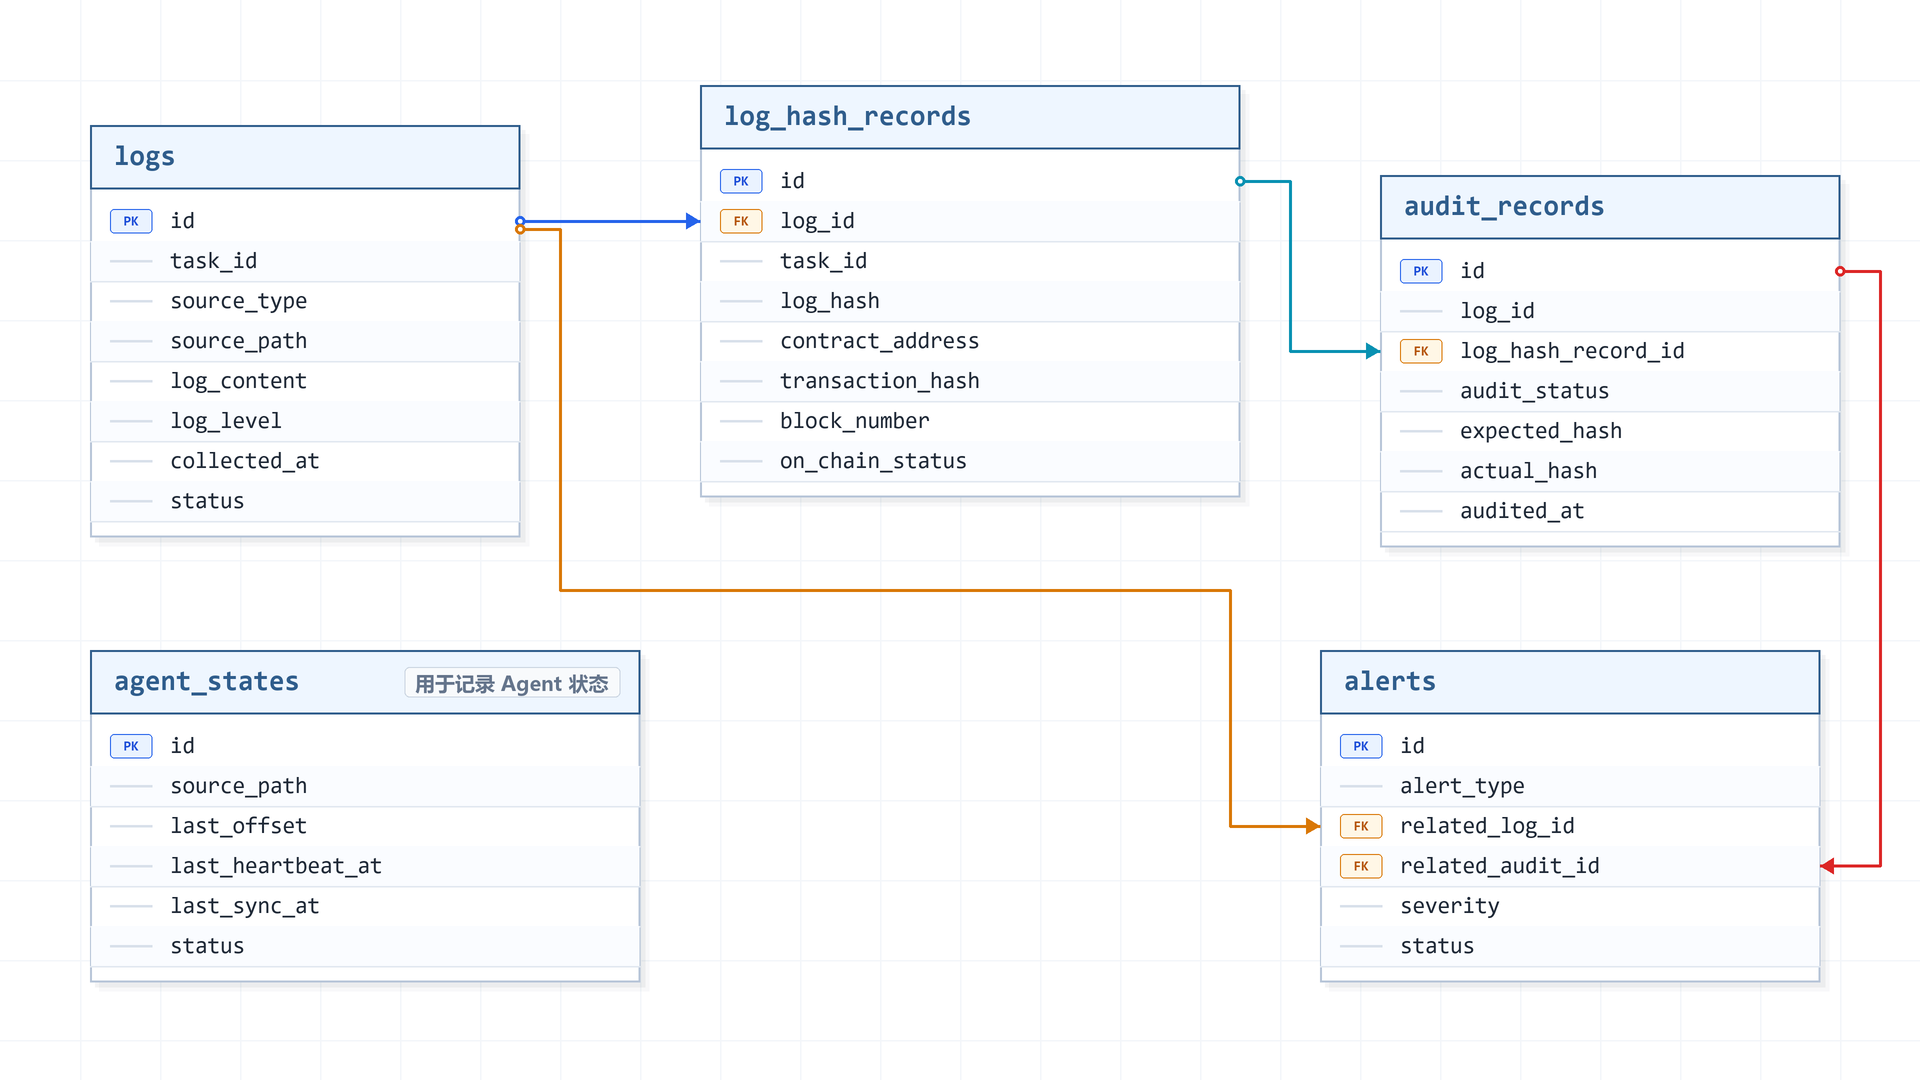 logs
PK id
task_id
source_type
source_path
log_content
log_level
collected_at
status
log_hash_records
PK id
FK log_id
task_id
log_hash
contract_address
transaction_hash
block_number
on_chain_status
audit_records
PK id
log_id
FK log_hash_record_id
audit_status
expected_hash
actual_hash
audited_at
agent_states 用于记录 Agent 状态
PK id
source_path
last_offset
last_heartbeat_at
last_sync_at
status
alerts
PK id
alert_type
FK related_log_id
FK related_audit_id
severity
status